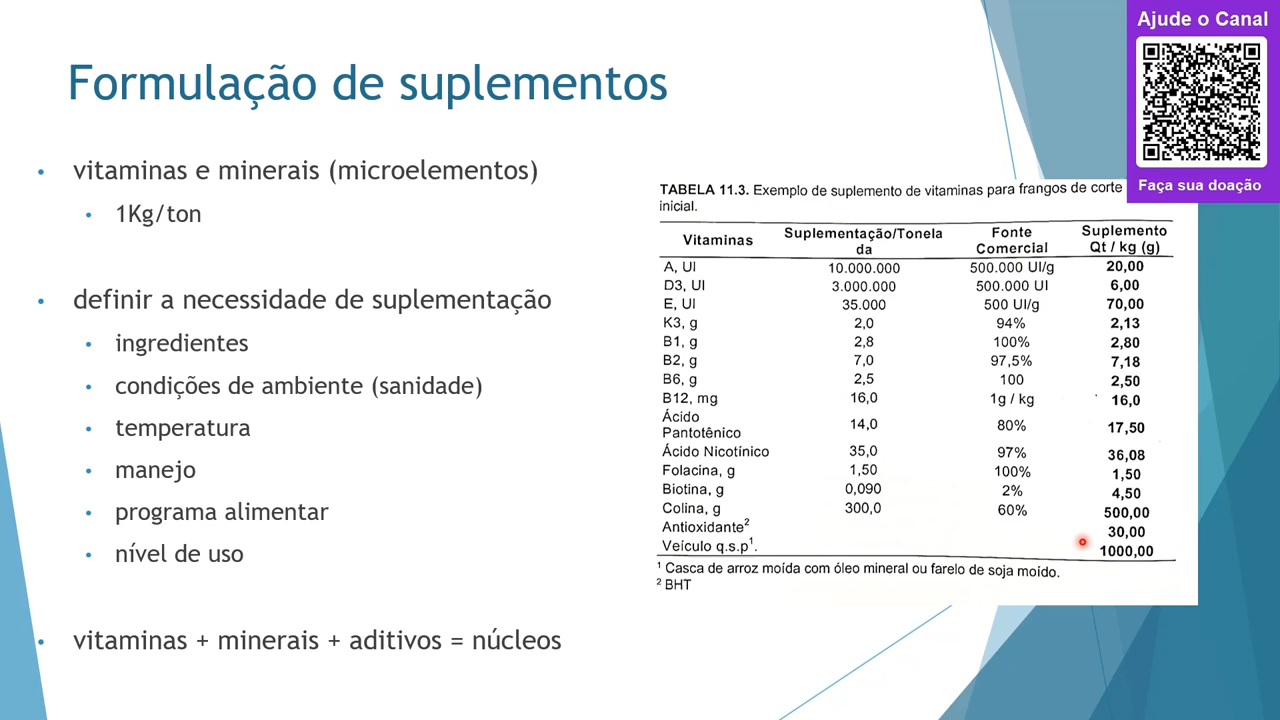 Formulação de suplementos
• vitaminas e minerais (microelementos)
• 1Kg/ton
• definir a necessidade de suplementação
• ingredientes
• condições de ambiente (sanidade)
• temperatura
• manejo
• programa alimentar
• nível de uso
• vitaminas + minerais + aditivos = núcleos
Ajude o Canal
Faça sua doação
TABELA 11.3. Exemplo de suplemento de vitaminas para frangos de corte
inicial.
Vitaminas Suplementação/Tonela da Fonte Comercial Suplemento Qt / kg (g)
A, UI 10.000.000 500.000 UI/g 20,00
D3, UI 3.000.000 500.000 UI 6,00
E, UI 35.000 500 UI/g 70,00
K3, g 2,0 94% 2,13
B1, g 2,8 100% 2,80
B2, g 7,0 97,5% 7,18
B6, g 2,5 100 2,50
B12, mg 16,0 1g / kg 16,0
Ácido
Pantotênico 14,0 80% 17,50
Ácido Nicotínico 35,0 97% 36,08
Folacina, g 1,50 100% 1,50
Biotina, g 0,090 2% 4,50
Colina, g 300,0 60% 500,00
Antioxidante² 30,00
Veículo q.s.p¹. 1000,00
¹ Casca de arroz moída com óleo mineral ou farelo de soja moído.
² BHT